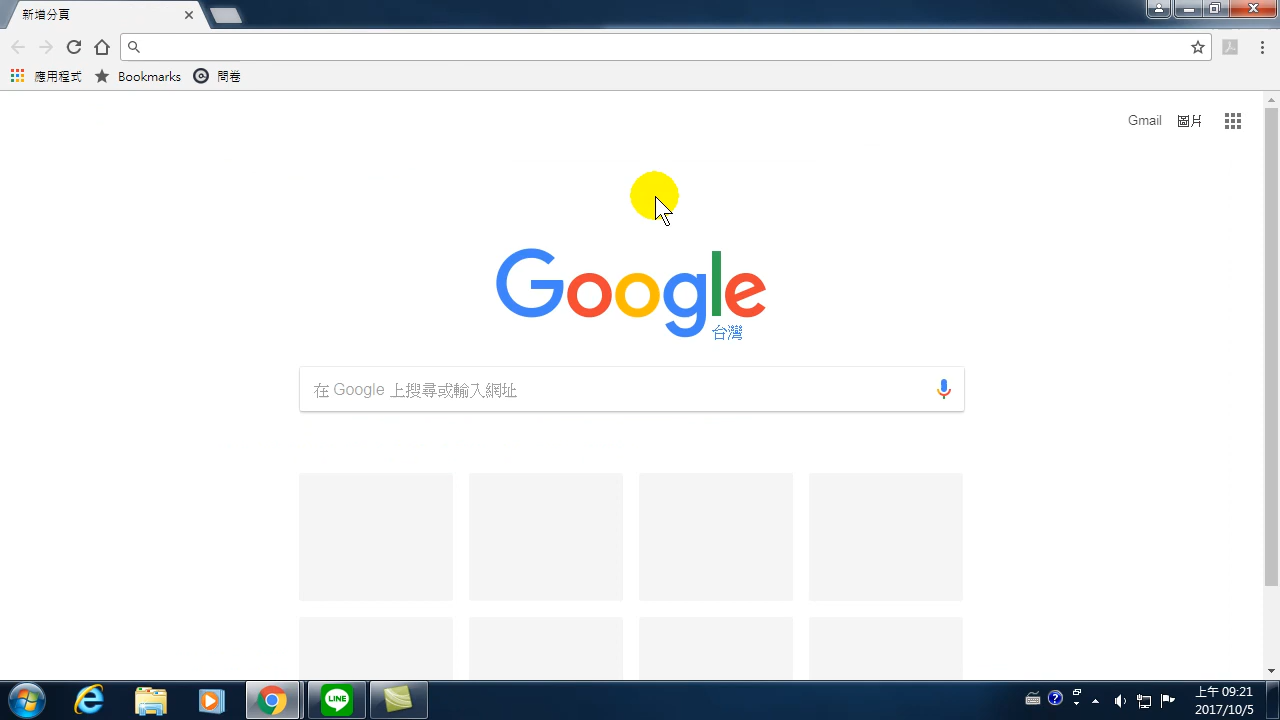 新增分頁
應用程式
Bookmarks
問卷
Gmail
圖片
Google
台灣
在 Google 上搜尋或輸入網址
LINE
上午 09:21
2017/10/5